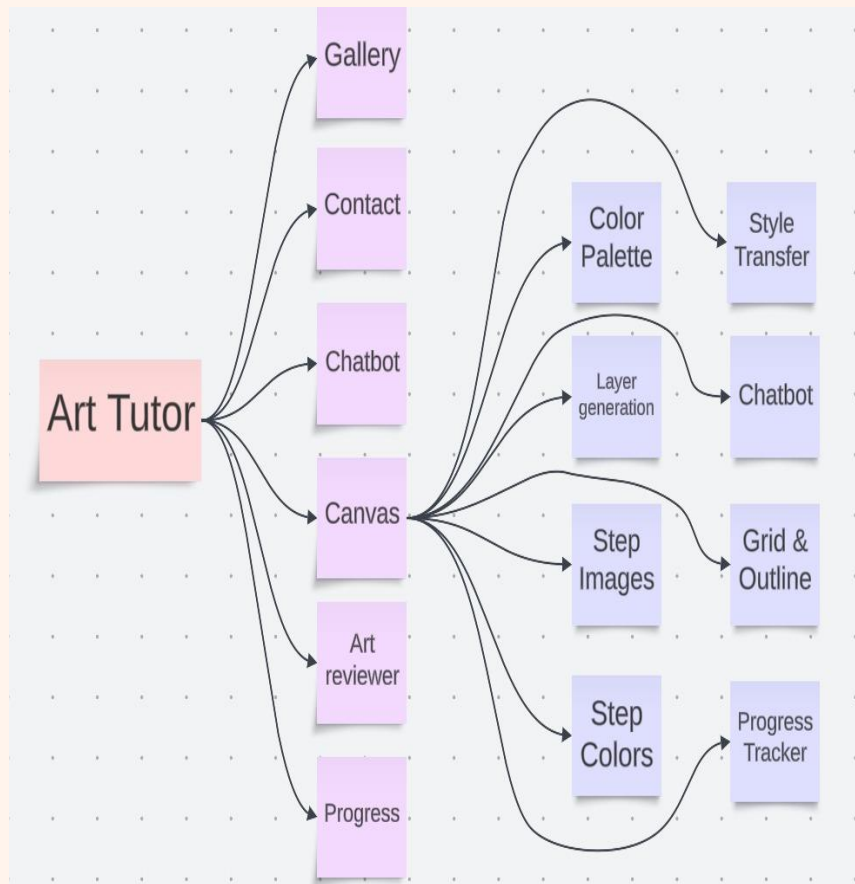 Art Tutor
Gallery
Contact
Chatbot
Canvas
Art
reviewer
Progress
Color
Palette
Style
Transfer
Layer
generation
Chatbot
Step
Images
Grid &
Outline
Step
Colors
Progress
Tracker